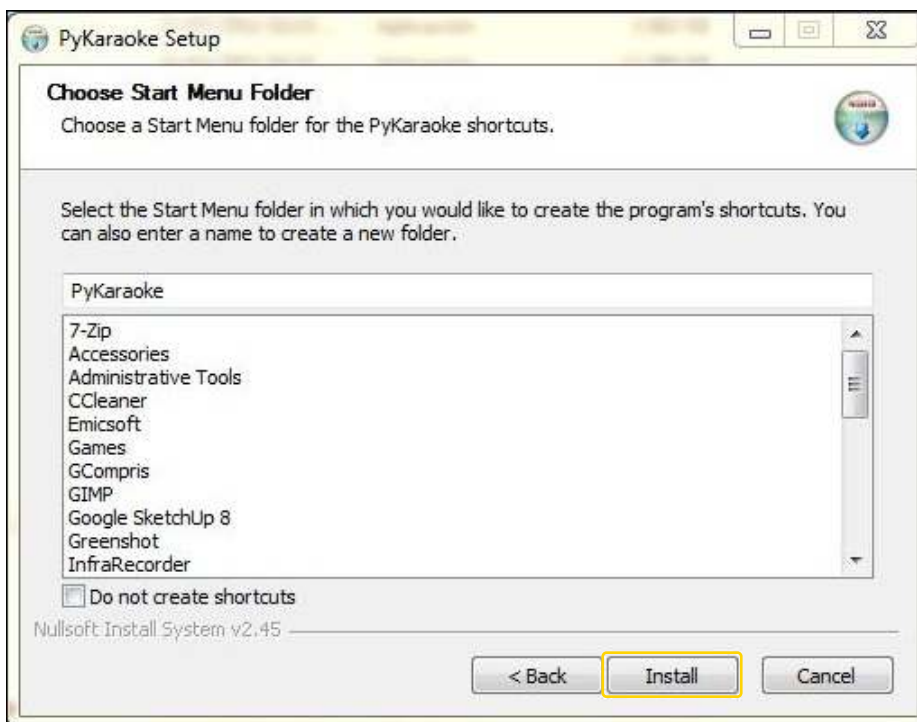 PyKaraoke Setup
Choose Start Menu Folder
Choose a Start Menu folder for the PyKaraoke shortcuts.
Select the Start Menu folder in which you would like to create the program's shortcuts. You
can also enter a name to create a new folder.
PyKaraoke
7-Zip
Accessories
Administrative Tools
CCleaner
Emicsoft
Games
GCompris
GIMP
Google SketchUp 8
Greenshot
InfraRecorder
Do not create shortcuts
Nullsoft Install System v2.45
< Back
Install
Cancel